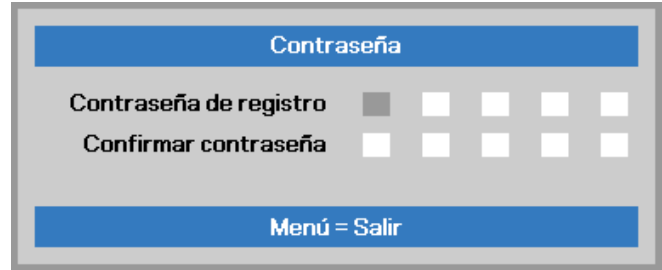 Contraseña
Contraseña de registro
Confirmar contraseña
Menú = Salir